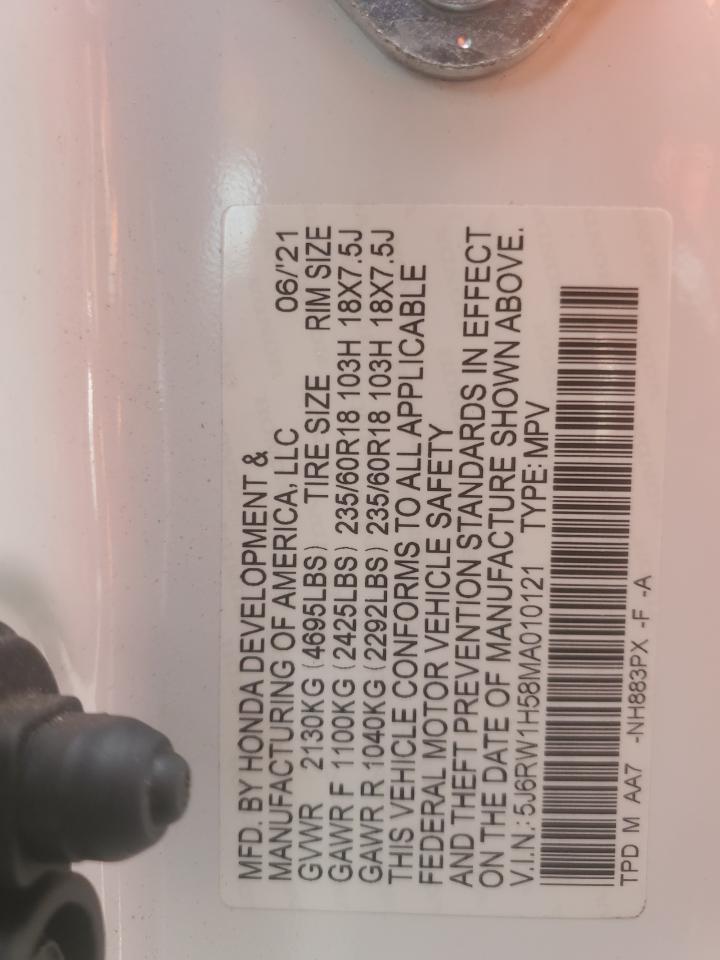 MFD. BY HONDA DEVELOPMENT &
MANUFACTURING OF AMERICA, LLC 06/'21
GVWR 2130KG (4695LBS) TIRE SIZE RIM SIZE
GAWR F 1100KG (2425LBS) 235/60R18 103H 18X7.5J
GAWR R 1040KG (2292LBS) 235/60R18 103H 18X7.5J
THIS VEHICLE CONFORMS TO ALL APPLICABLE
FEDERAL MOTOR VEHICLE SAFETY
AND THEFT PREVENTION STANDARDS IN EFFECT
ON THE DATE OF MANUFACTURE SHOWN ABOVE.
V.I.N.: 5J6RW1H58MA010121 TYPE: MPV
TPD M AA7 -NH883PX -F -A